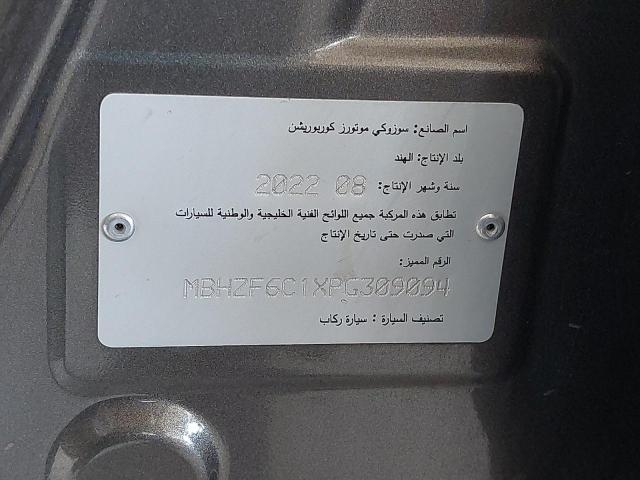 اسم الصانع: سوزوكي موتورز كوربوريشن
بلد الإنتاج: الهند
سنة وشهر الإنتاج: 2022 08
تطابق هذه المركبة جميع اللوائح الفنية الخليجية والوطنية للسيارات
التي صدرت حتى تاريخ الإنتاج
الرقم المميز:
MBHZF6C1XPG309094
تصنيف السيارة : سيارة ركاب